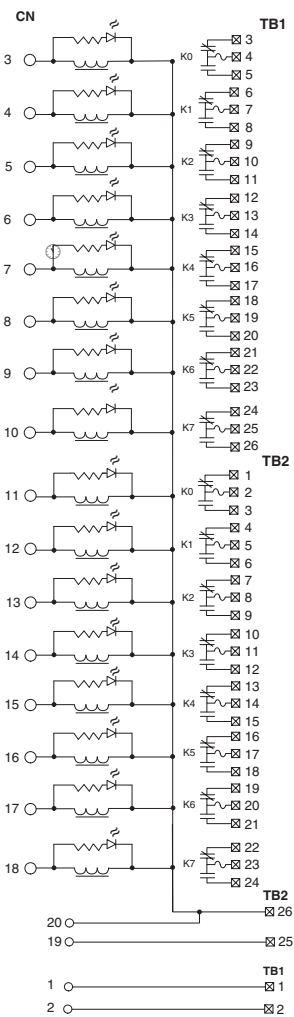 CN
TB1
3 K0 3
4
5
4 K1 6
7
8
5 K2 9
10
11
6 K3 12
13
14
7 K4 15
16
17
8 K5 18
19
20
9 K6 21
22
23
10 K7 24
25
26
TB2
11 K0 1
2
3
12 K1 4
5
6
13 K2 7
8
9
14 K3 10
11
12
15 K4 13
14
15
16 K5 16
17
18
17 K6 19
20
21
18 K7 22
23
24
TB2
26
20
19 25
TB1
1 1
2 2